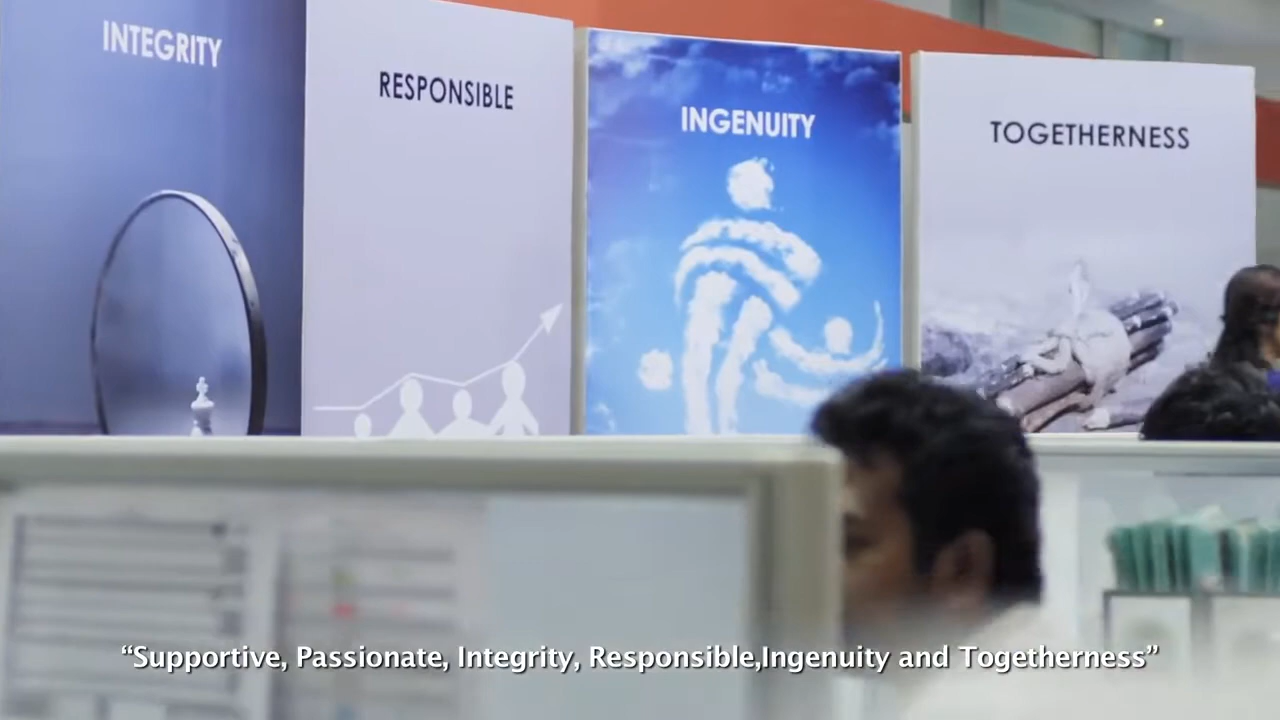 INTEGRITY
RESPONSIBLE
INGENUITY
TOGETHERNESS
“Supportive, Passionate, Integrity, Responsible,Ingenuity and Togetherness”